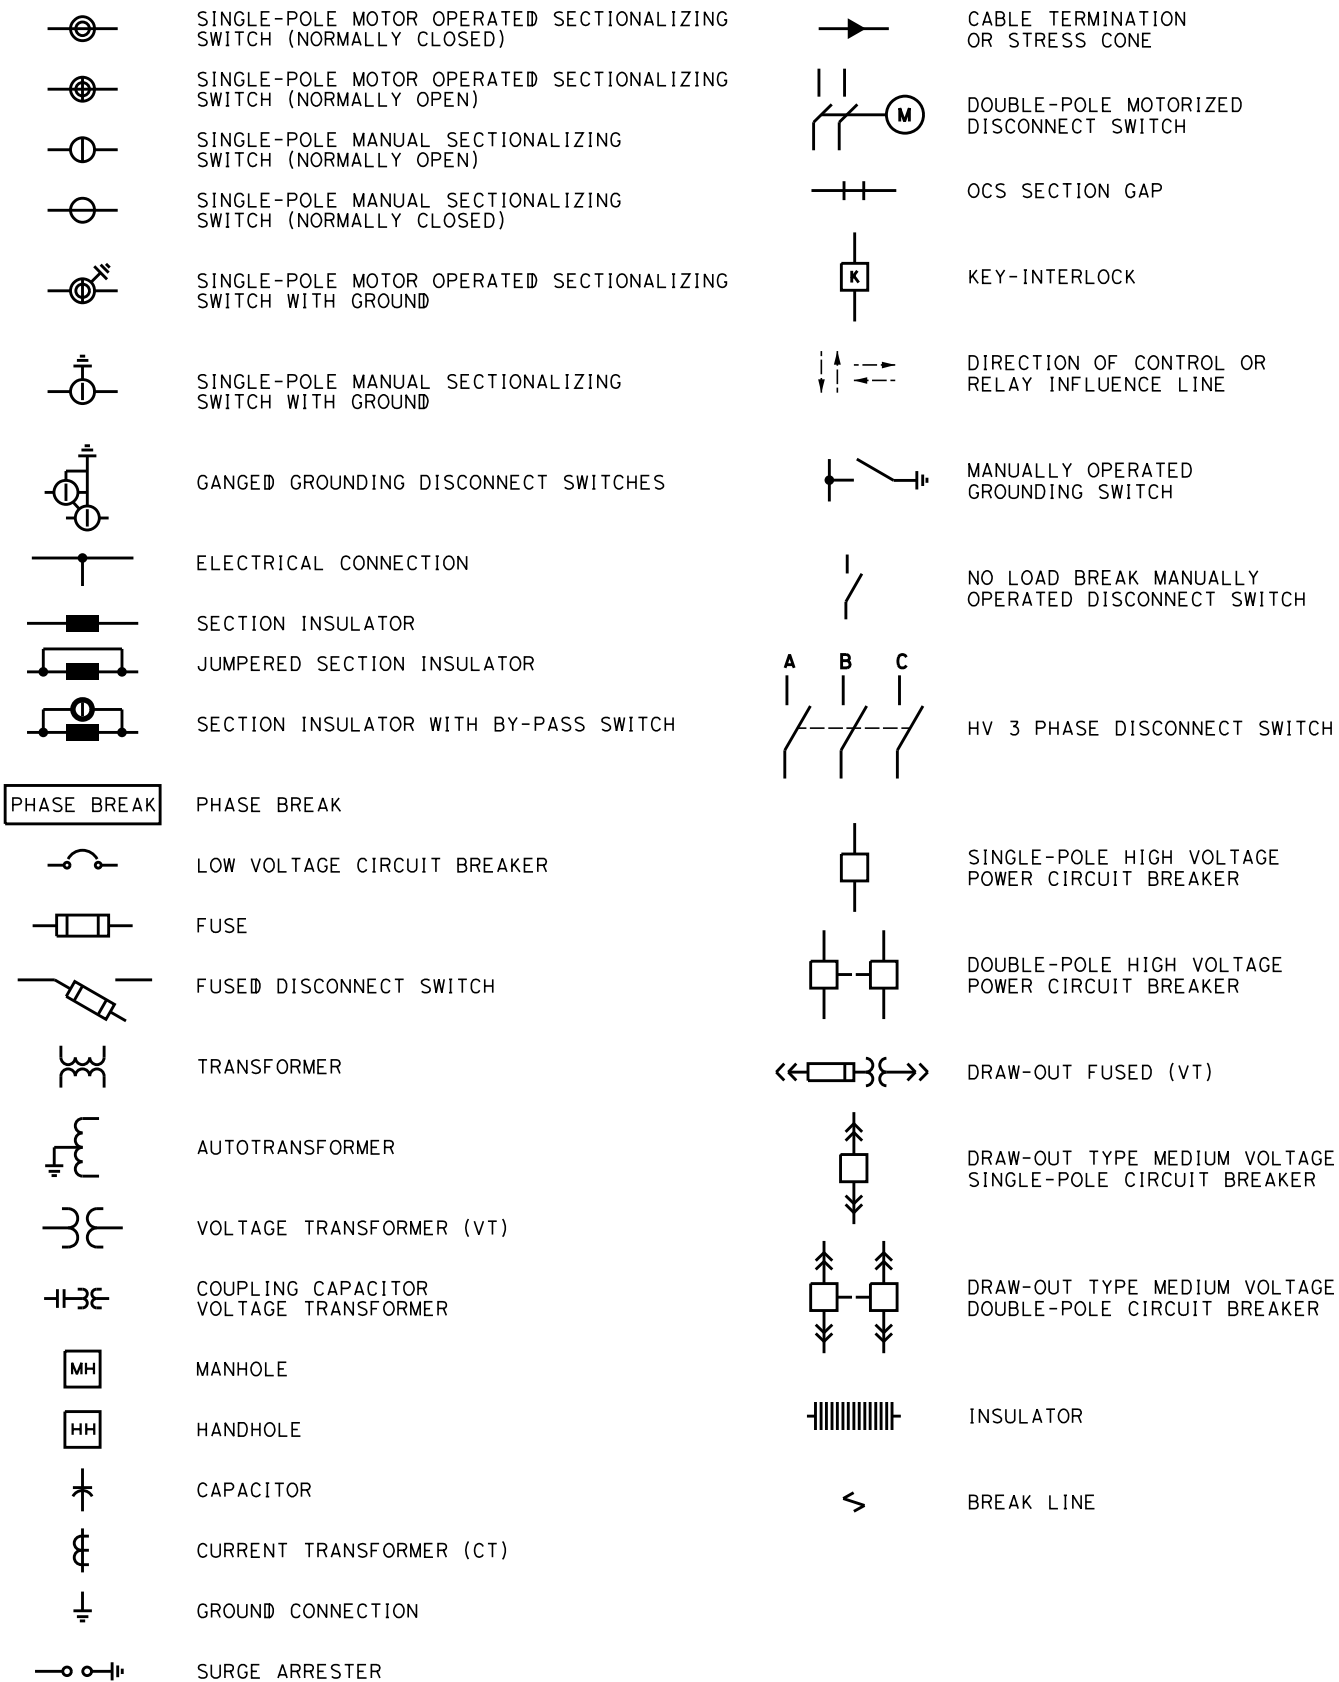 SINGLE-POLE MOTOR OPERATED SECTIONALIZING
SWITCH (NORMALLY CLOSED)
SINGLE-POLE MOTOR OPERATED SECTIONALIZING
SWITCH (NORMALLY OPEN)
SINGLE-POLE MANUAL SECTIONALIZING
SWITCH (NORMALLY OPEN)
SINGLE-POLE MANUAL SECTIONALIZING
SWITCH (NORMALLY CLOSED)
SINGLE-POLE MOTOR OPERATED SECTIONALIZING
SWITCH WITH GROUND
SINGLE-POLE MANUAL SECTIONALIZING
SWITCH WITH GROUND
GANGED GROUNDING DISCONNECT SWITCHES
ELECTRICAL CONNECTION
SECTION INSULATOR
JUMPERED SECTION INSULATOR
SECTION INSULATOR WITH BY-PASS SWITCH
PHASE BREAK
PHASE BREAK
LOW VOLTAGE CIRCUIT BREAKER
FUSE
FUSED DISCONNECT SWITCH
TRANSFORMER
AUTOTRANSFORMER
VOLTAGE TRANSFORMER (VT)
COUPLING CAPACITOR
VOLTAGE TRANSFORMER
MH
MANHOLE
HH
HANDHOLE
CAPACITOR
CURRENT TRANSFORMER (CT)
GROUND CONNECTION
SURGE ARRESTER
CABLE TERMINATION
OR STRESS CONE
M
DOUBLE-POLE MOTORIZED
DISCONNECT SWITCH
OCS SECTION GAP
K
KEY-INTERLOCK
DIRECTION OF CONTROL OR
RELAY INFLUENCE LINE
MANUALLY OPERATED
GROUNDING SWITCH
NO LOAD BREAK MANUALLY
OPERATED DISCONNECT SWITCH
A B C
HV 3 PHASE DISCONNECT SWITCH
SINGLE-POLE HIGH VOLTAGE
POWER CIRCUIT BREAKER
DOUBLE-POLE HIGH VOLTAGE
POWER CIRCUIT BREAKER
DRAW-OUT FUSED (VT)
DRAW-OUT TYPE MEDIUM VOLTAGE
SINGLE-POLE CIRCUIT BREAKER
DRAW-OUT TYPE MEDIUM VOLTAGE
DOUBLE-POLE CIRCUIT BREAKER
INSULATOR
BREAK LINE